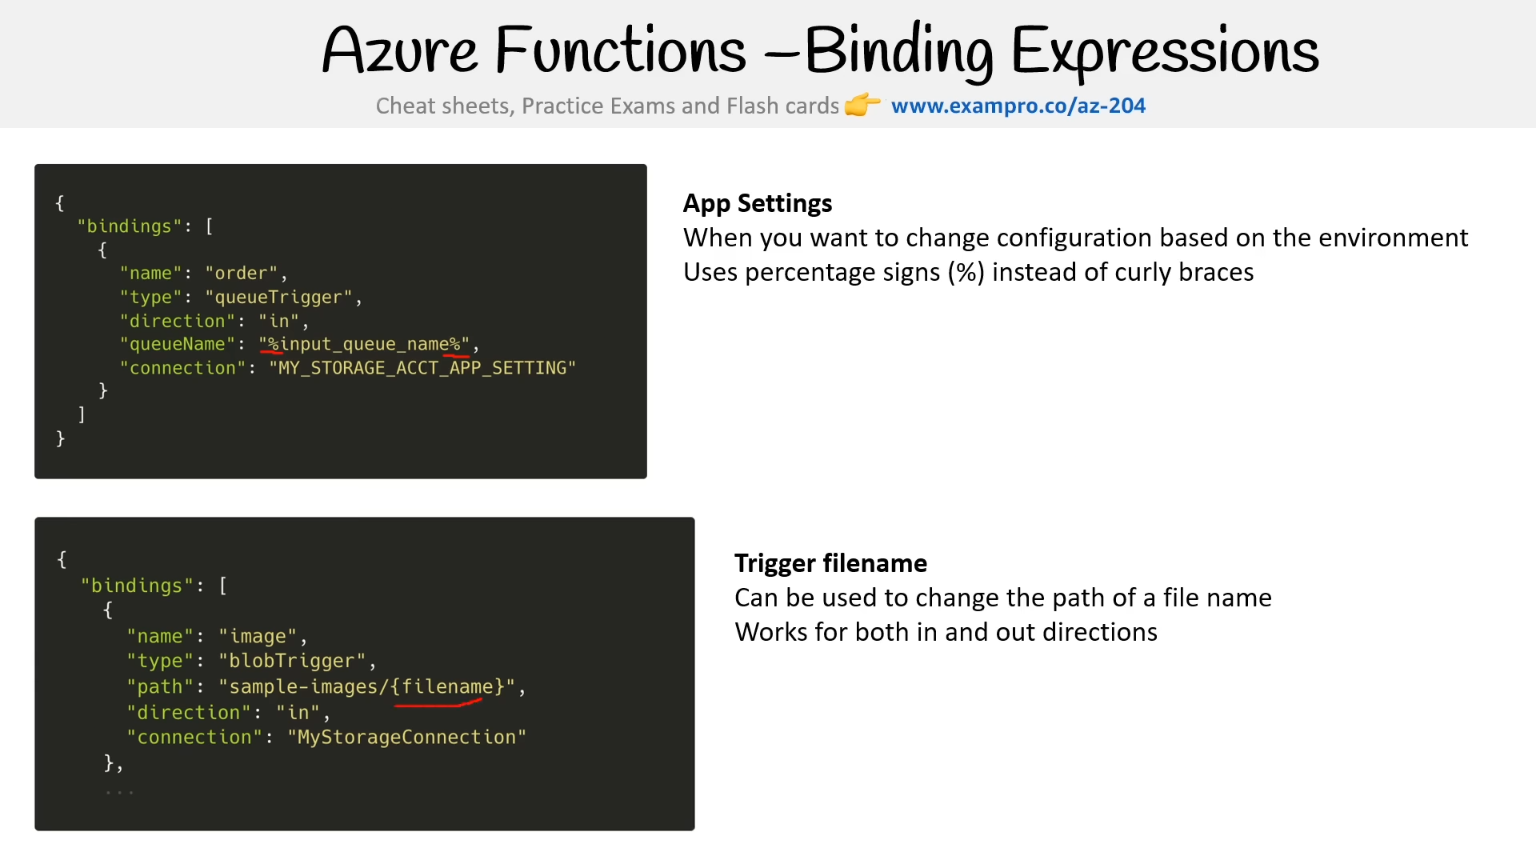 Azure Functions –Binding Expressions
Cheat sheets, Practice Exams and Flash cards 👉 www.exampro.co/az-204
{
"bindings": [
{
"name": "order",
"type": "queueTrigger",
"direction": "in",
"queueName": "%input_queue_name%",
"connection": "MY_STORAGE_ACCT_APP_SETTING"
}
]
}
App Settings
When you want to change configuration based on the environment
Uses percentage signs (%) instead of curly braces
{
"bindings": [
{
"name": "image",
"type": "blobTrigger",
"path": "sample-images/{filename}",
"direction": "in",
"connection": "MyStorageConnection"
},
...
Trigger filename
Can be used to change the path of a file name
Works for both in and out directions